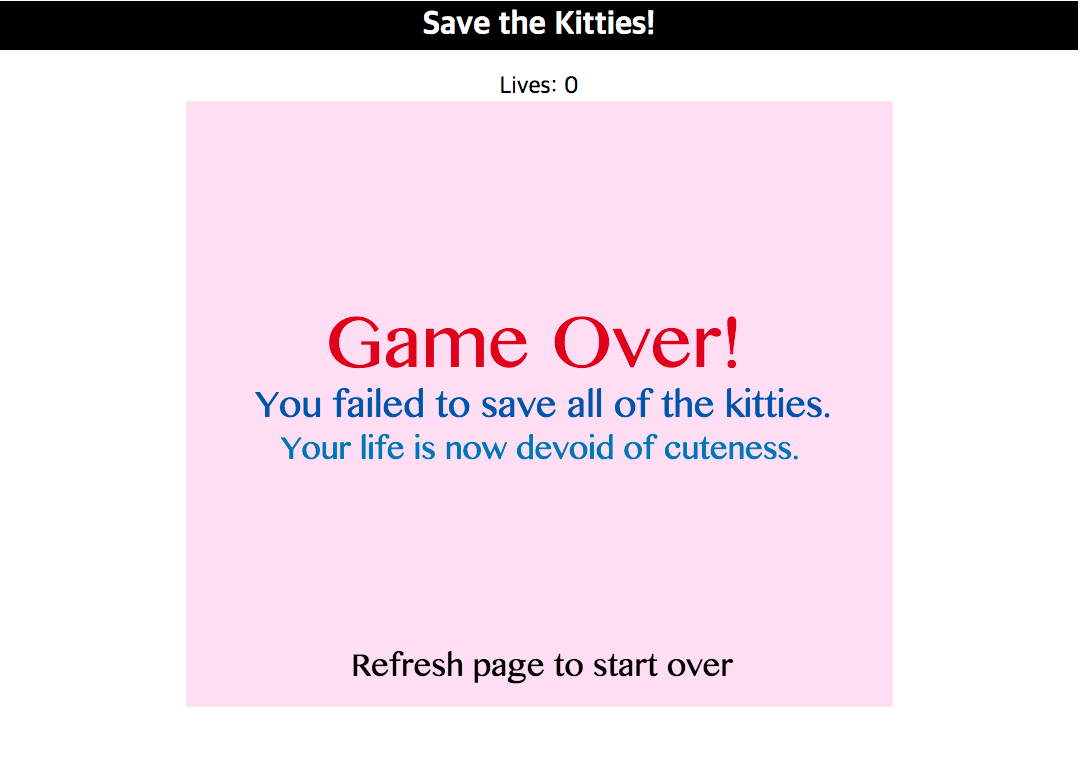 Save the Kitties!
Lives: 0
Game Over!
You failed to save all of the kitties.
Your life is now devoid of cuteness.
Refresh page to start over